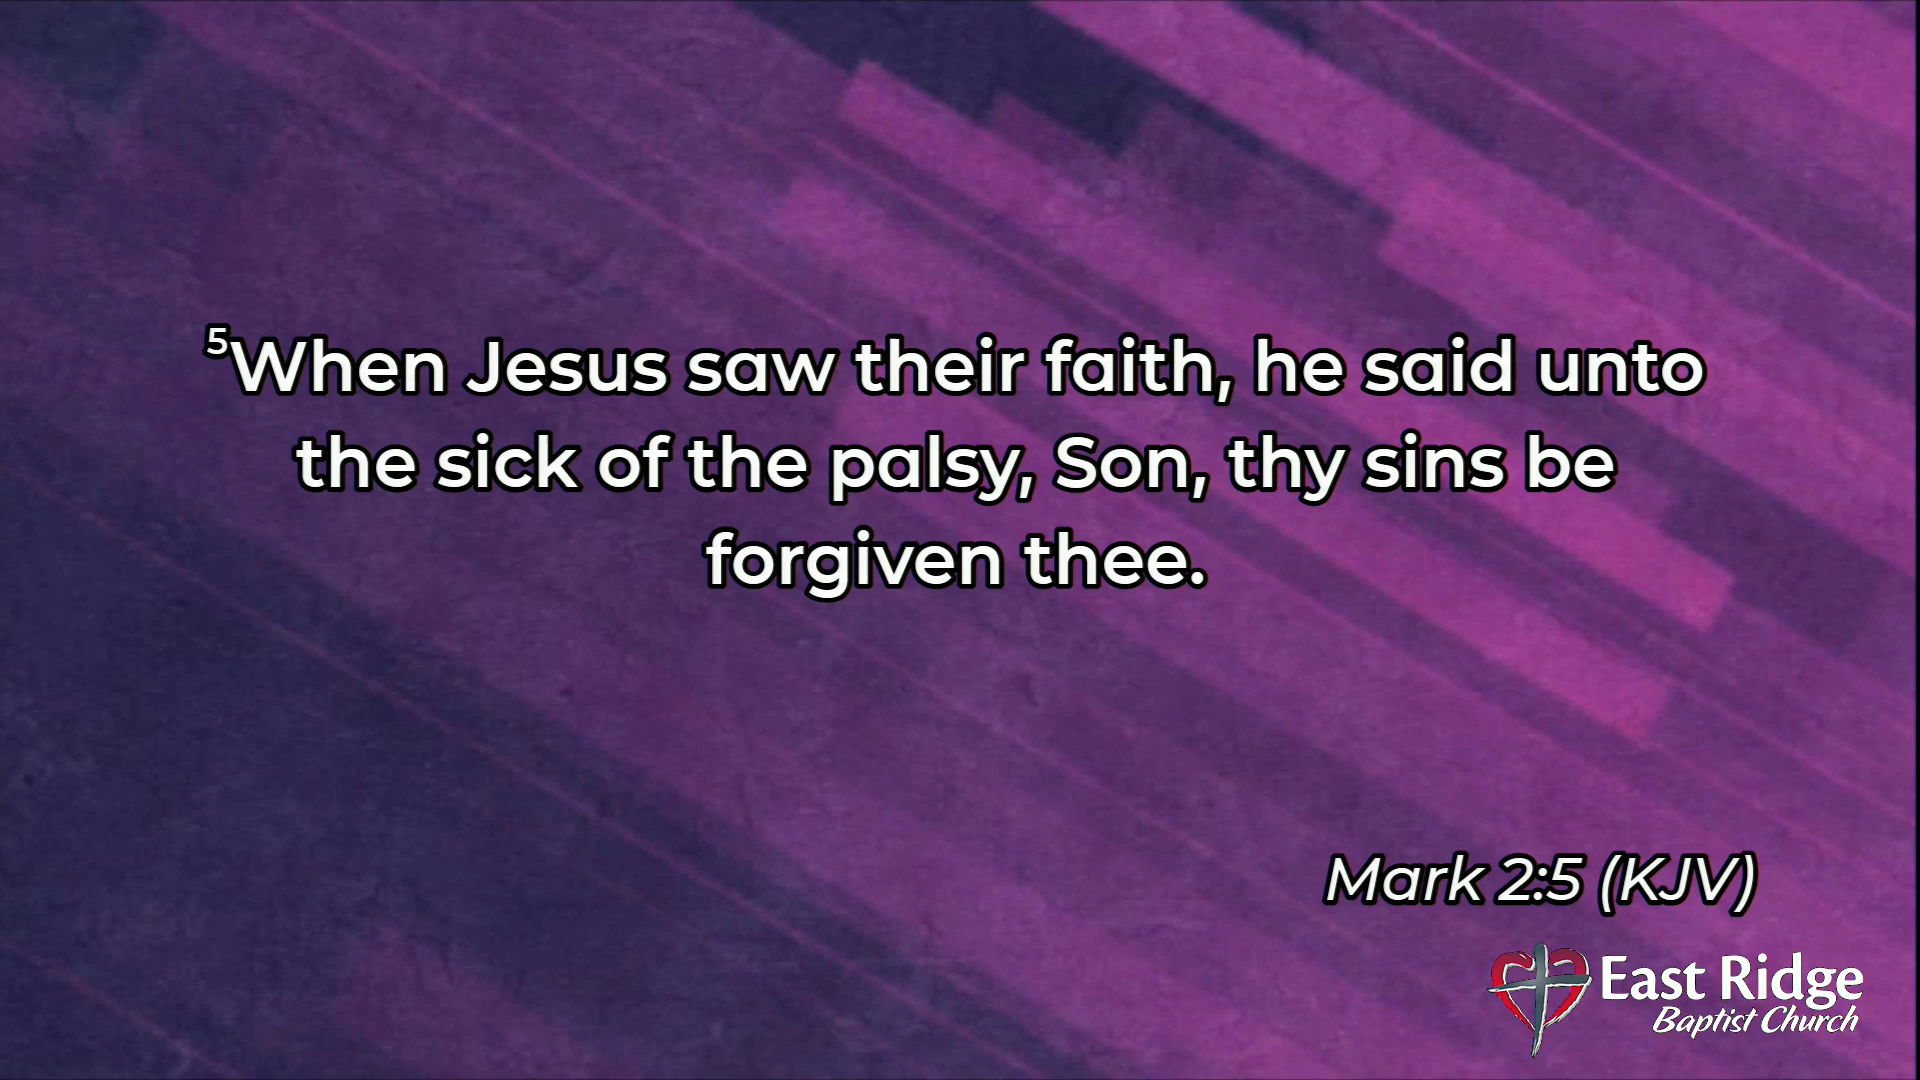 ⁵When Jesus saw their faith, he said unto
the sick of the palsy, Son, thy sins be
forgiven thee.
Mark 2:5 (KJV)
East Ridge
Baptist Church